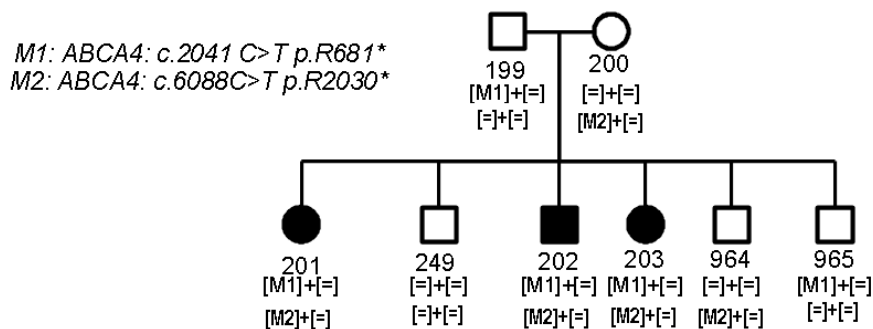 M1: ABCA4: c.2041 C>T p.R681*
M2: ABCA4: c.6088C>T p.R2030*
199 200
[M1]+[=] [=]+[=]
[=]+[=] [M2]+[=]
201 249 202 203 964 965
[M1]+[=] [=]+[=] [M1]+[=] [M1]+[=] [=]+[=] [M1]+[=]
[M2]+[=] [=]+[=] [M2]+[=] [M2]+[=] [M2]+[=] [=]+[=]